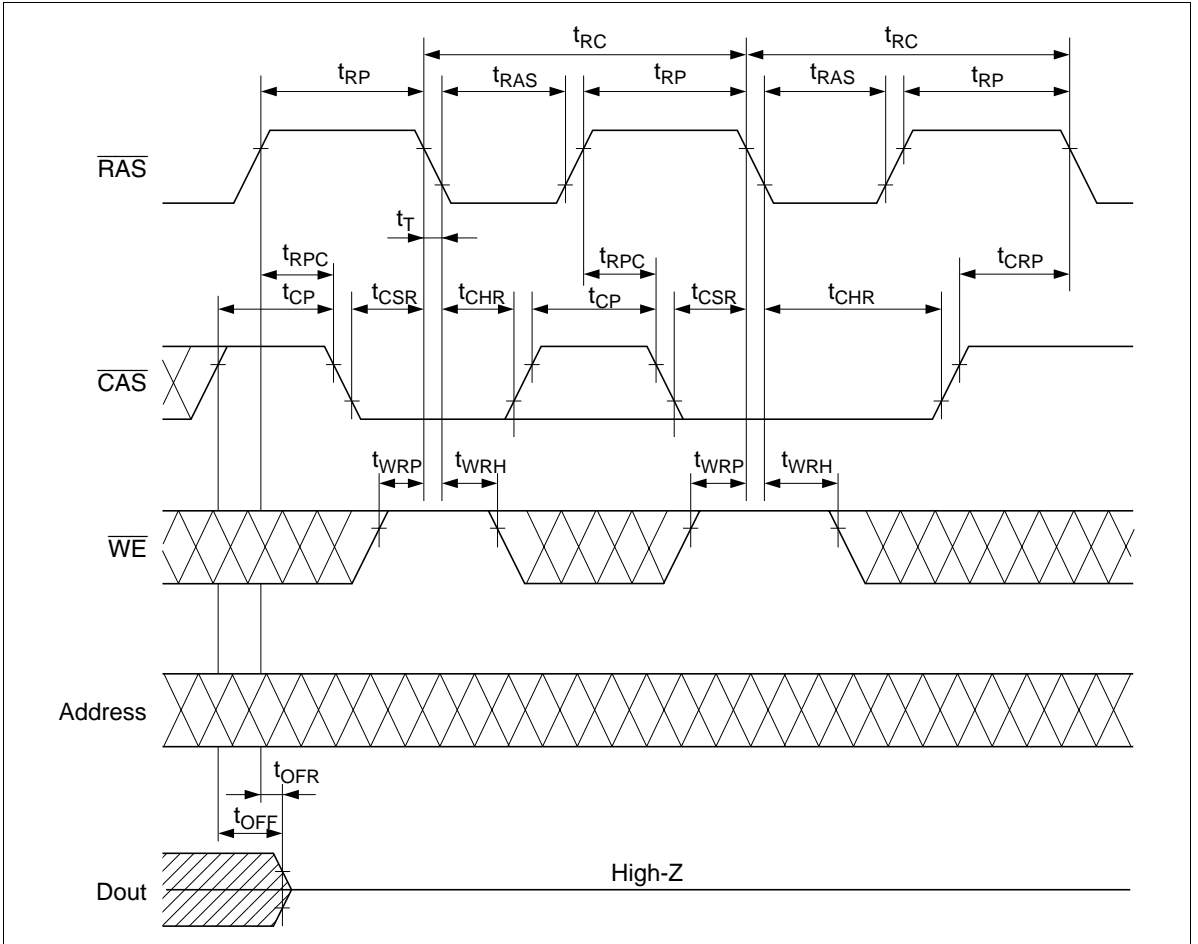 tRC tRC
tRP tRAS tRP tRAS tRP
RAS
tT
tRPC tRPC tCRP
tCP tCSR tCHR tCP tCSR tCHR
CAS
tWRP tWRH tWRP tWRH
WE
Address
tOFR
tOFF
High-Z
Dout